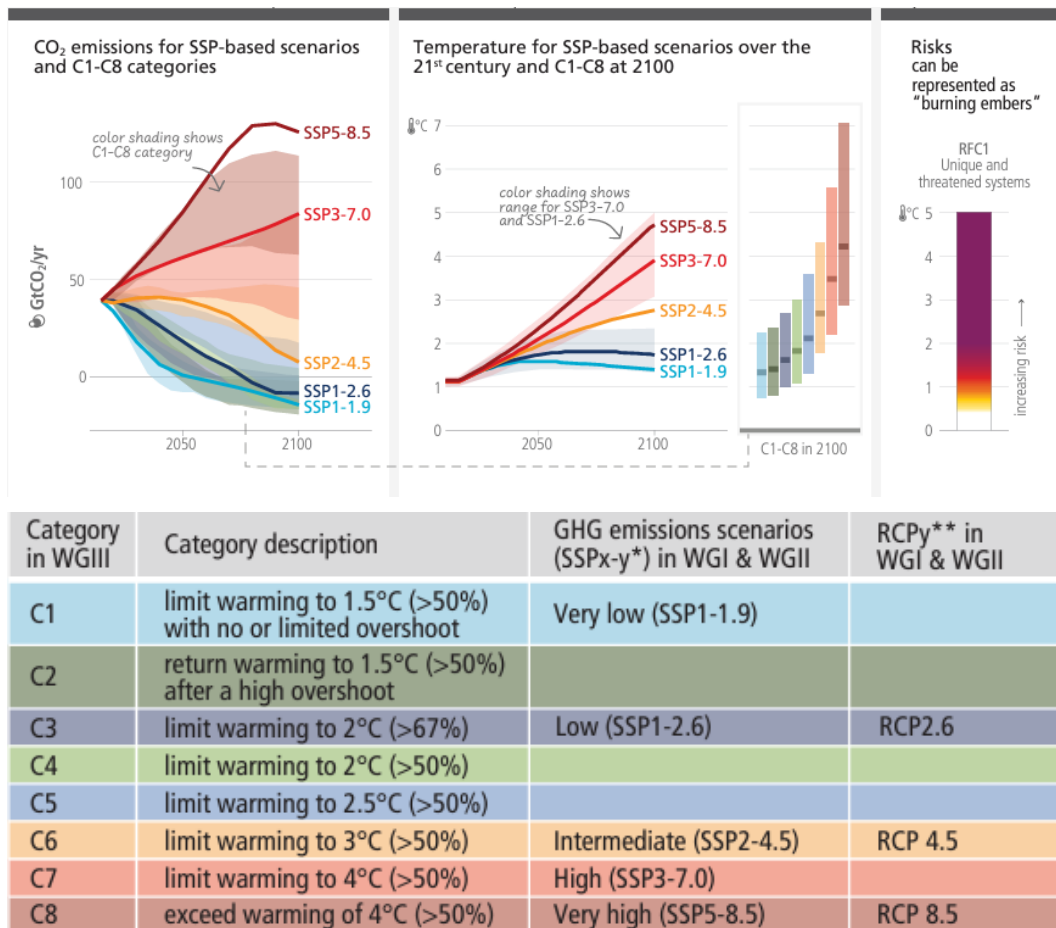 CO₂ emissions for SSP-based scenarios
and C1-C8 categories
color shading shows
C1-C8 category
SSP5-8.5
SSP3-7.0
SSP2-4.5
SSP1-2.6
SSP1-1.9
100
50
0
GtCO₂/yr
2050
2100
Temperature for SSP-based scenarios over the
21st century and C1-C8 at 2100
°C 7
6
5
4
3
2
1
0
color shading shows
range for SSP3-7.0
and SSP1-2.6
SSP5-8.5
SSP3-7.0
SSP2-4.5
SSP1-2.6
SSP1-1.9
2050
2100
C1-C8 in 2100
Risks
can be
represented as
“burning embers“
RFC1
Unique and
threatened systems
°C 5
4
3
2
1
0
increasing risk
Category
in WGIII
Category description
GHG emissions scenarios
(SSPx-y*) in WGI & WGII
RCPy** in
WGI & WGII
C1
limit warming to 1.5°C (>50%)
with no or limited overshoot
Very low (SSP1-1.9)
C2
return warming to 1.5°C (>50%)
after a high overshoot
C3
limit warming to 2°C (>67%)
Low (SSP1-2.6)
RCP2.6
C4
limit warming to 2°C (>50%)
C5
limit warming to 2.5°C (>50%)
C6
limit warming to 3°C (>50%)
Intermediate (SSP2-4.5)
RCP 4.5
C7
limit warming to 4°C (>50%)
High (SSP3-7.0)
C8
exceed warming of 4°C (>50%)
Very high (SSP5-8.5)
RCP 8.5